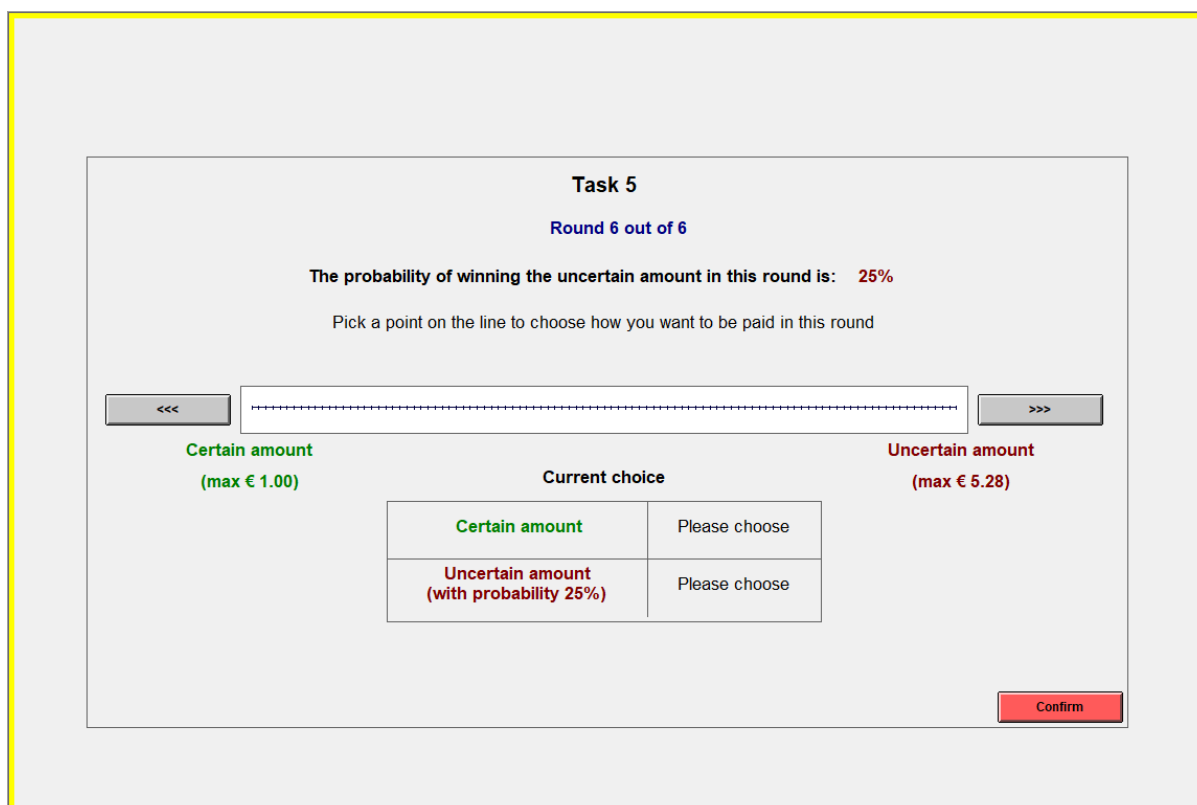 Task 5
Round 6 out of 6
The probability of winning the uncertain amount in this round is: 25%
Pick a point on the line to choose how you want to be paid in this round
<<< >>>
Certain amount
(max € 1.00)
Uncertain amount
(max € 5.28)
Current choice
Certain amount Please choose
Uncertain amount
(with probability 25%) Please choose
Confirm